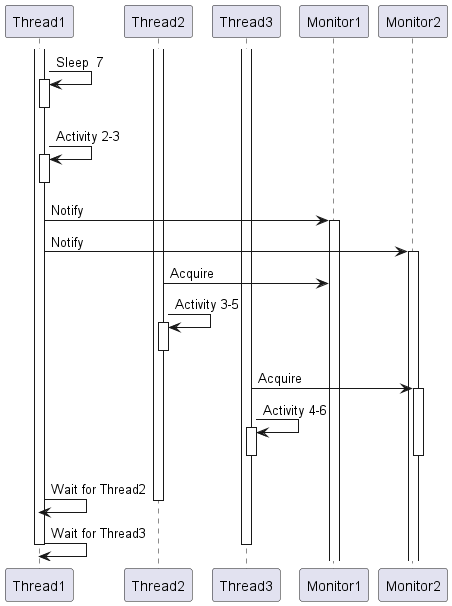 Thread1 Thread2 Thread3 Monitor1 Monitor2
Sleep  7
Activity 2-3
Notify
Notify
Acquire
Activity 3-5
Acquire
Activity 4-6
Wait for Thread2
Wait for Thread3
Thread1 Thread2 Thread3 Monitor1 Monitor2